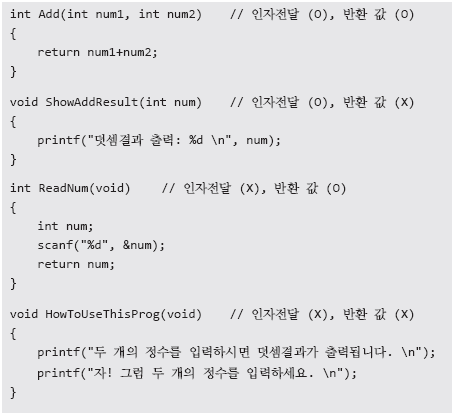 int Add(int num1, int num2)    // 인자전달 (O), 반환 값 (O)
{
    return num1+num2;
}
void ShowAddResult(int num)    // 인자전달 (O), 반환 값 (X)
{
    printf("덧셈결과 출력: %d \n", num);
}
int ReadNum(void)    // 인자전달 (X), 반환 값 (O)
{
    int num;
    scanf("%d", &num);
    return num;
}
void HowToUseThisProg(void)    // 인자전달 (X), 반환 값 (X)
{
    printf("두 개의 정수를 입력하시면 덧셈결과가 출력됩니다. \n");
    printf("자! 그럼 두 개의 정수를 입력하세요. \n");
}